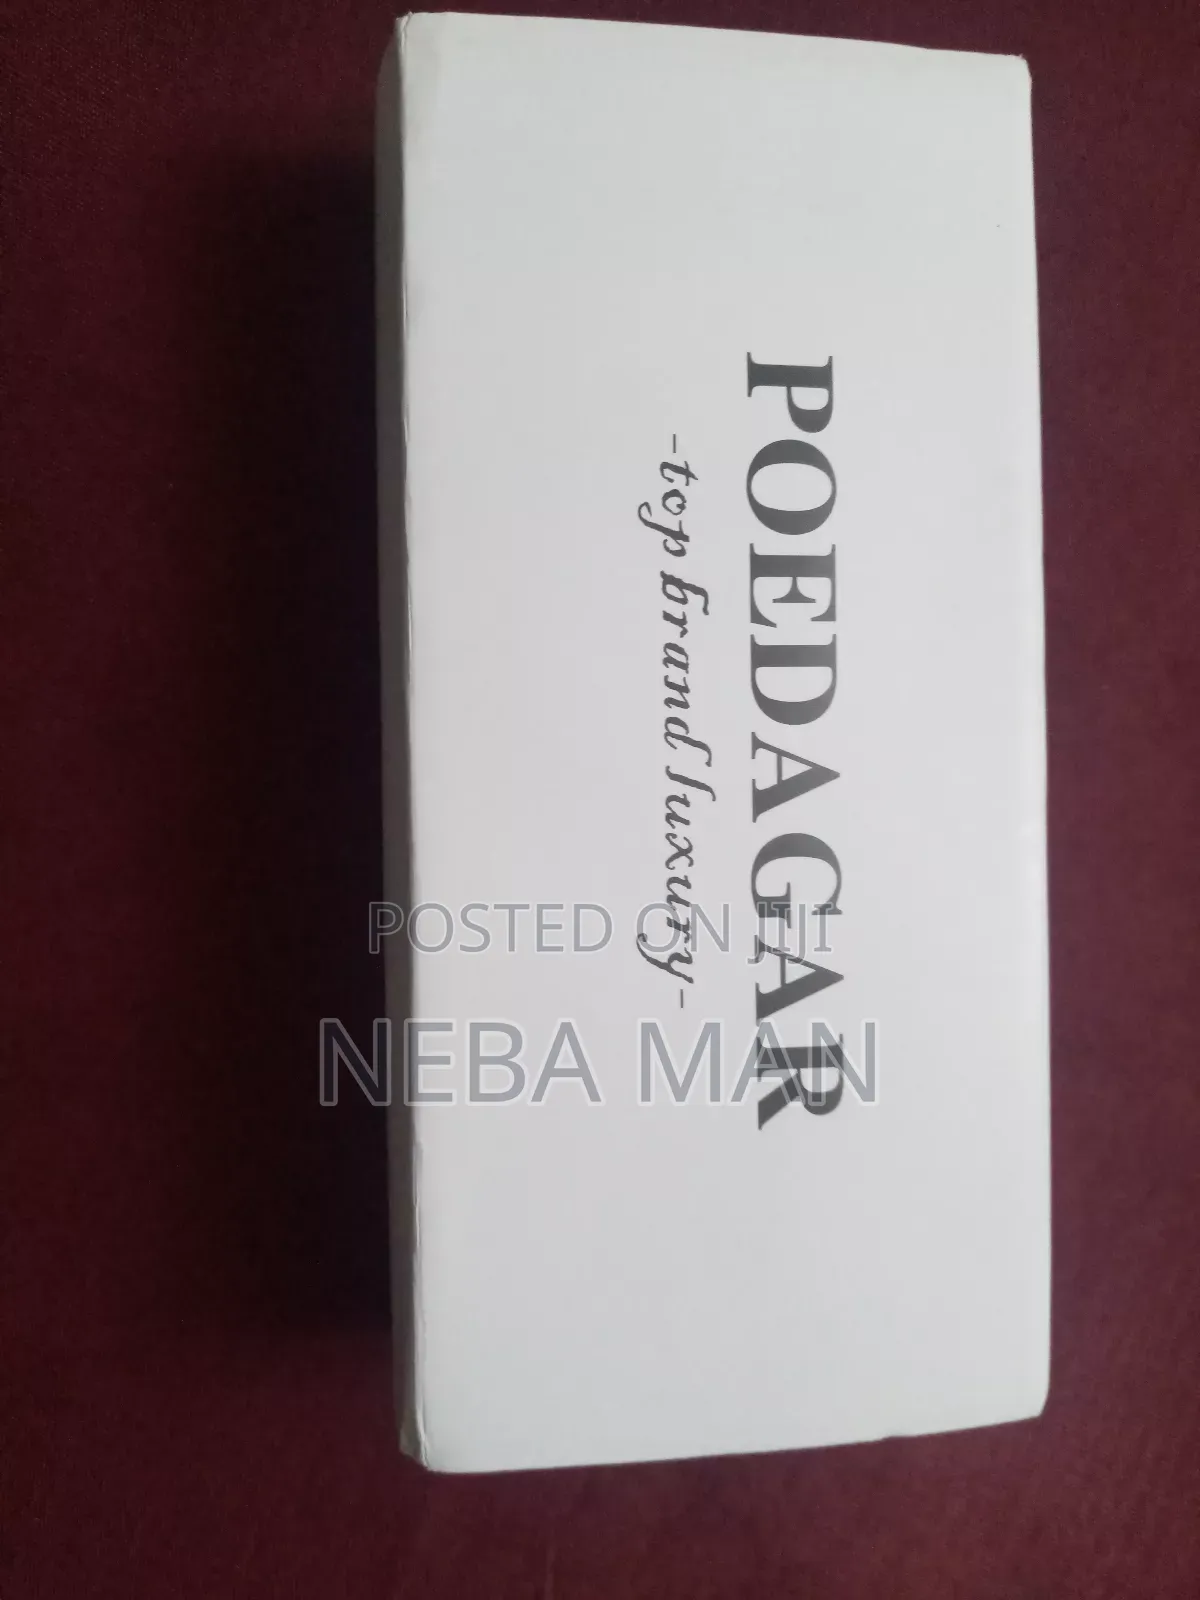 POEDAGAR
-top brand luxury-
POSTED ON JIJI
NEBA MAN